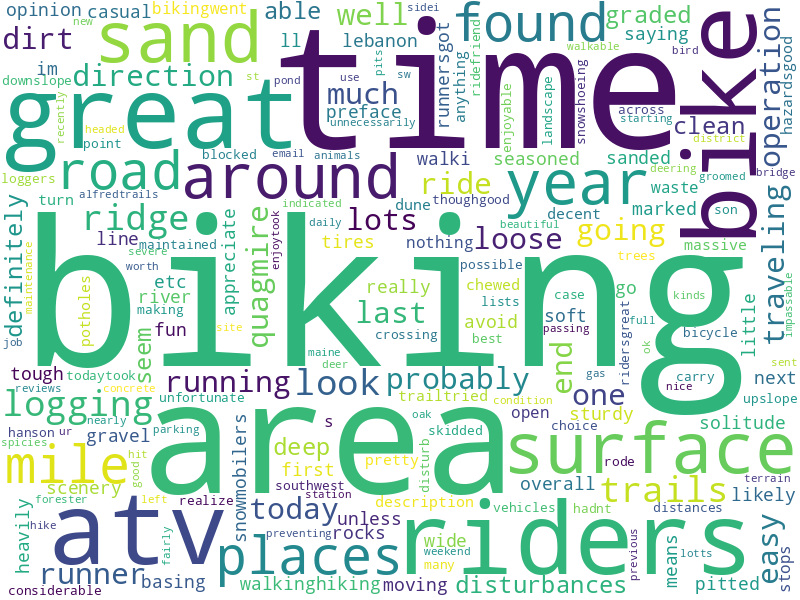 opinion casual bikingwent able well found graded sidei new
dirt sand ll lebanon saying walkable
im time bike
downslope direction much runnersgot anything ridefriend pits use sw bird operation hazardsgood
great preface unnecessarily enjoyable landscape snowshoeing across starting clean
recently st pond
point headed email animals blocked walki seasoned sanded district
loggers road around ride year deering bridge
turn alfredtrails indicated thoughgood dune decent waste groomed
definitely ridge daily lots marked son traveling
line maintained severe tires beautiful going massive
maintenance quagmire appreciate enjoytook nothing loose trees
etc worth possible
river really chewed lists case soft kinds
potholes making biking last avoid go bicycle little impassable
seem fun maine deer crossing best passing full
job site gas ok
tough todaytook running look probably end ridersgreat carry nice next sent
reviews concrete unfortunate trailtried condition one sturdy
logging nearly area s oak choice upslope
hanson ur parking snowmobilers open solitude
spicies gravel deep skidded surface
mile hit good first pretty disturb rode
scenery left southwest station description overall terrain likely
forester realize trails
heavily atv today unless vehicles hadnt distances
hike preventing rocks wide means easy
runner fairly places weekend riders previous lotts pitted stops
considerable basing walkinghiking moving many disturbances